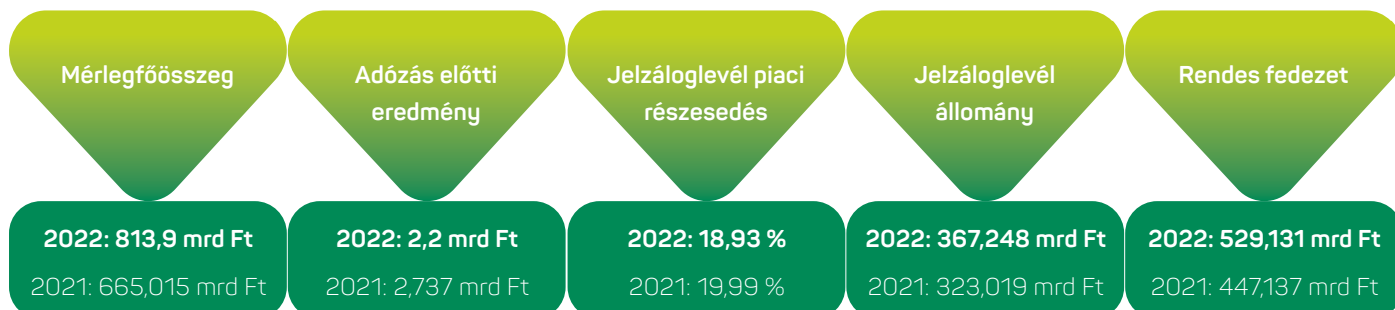 Mérlegfőösszeg
2022: 813,9 mrd Ft
2021: 665,015 mrd Ft
Adózás előtti
eredmény
2022: 2,2 mrd Ft
2021: 2,737 mrd Ft
Jelzáloglevél piaci
részesedés
2022: 18,93 %
2021: 19,99 %
Jelzáloglevél
állomány
2022: 367,248 mrd Ft
2021: 323,019 mrd Ft
Rendes fedezet
2022: 529,131 mrd Ft
2021: 447,137 mrd Ft